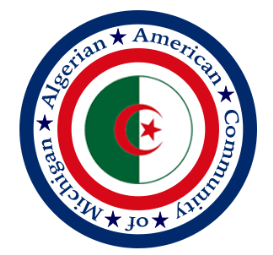 Algerian ★ American ★ Community ★ of ★ Michigan ★